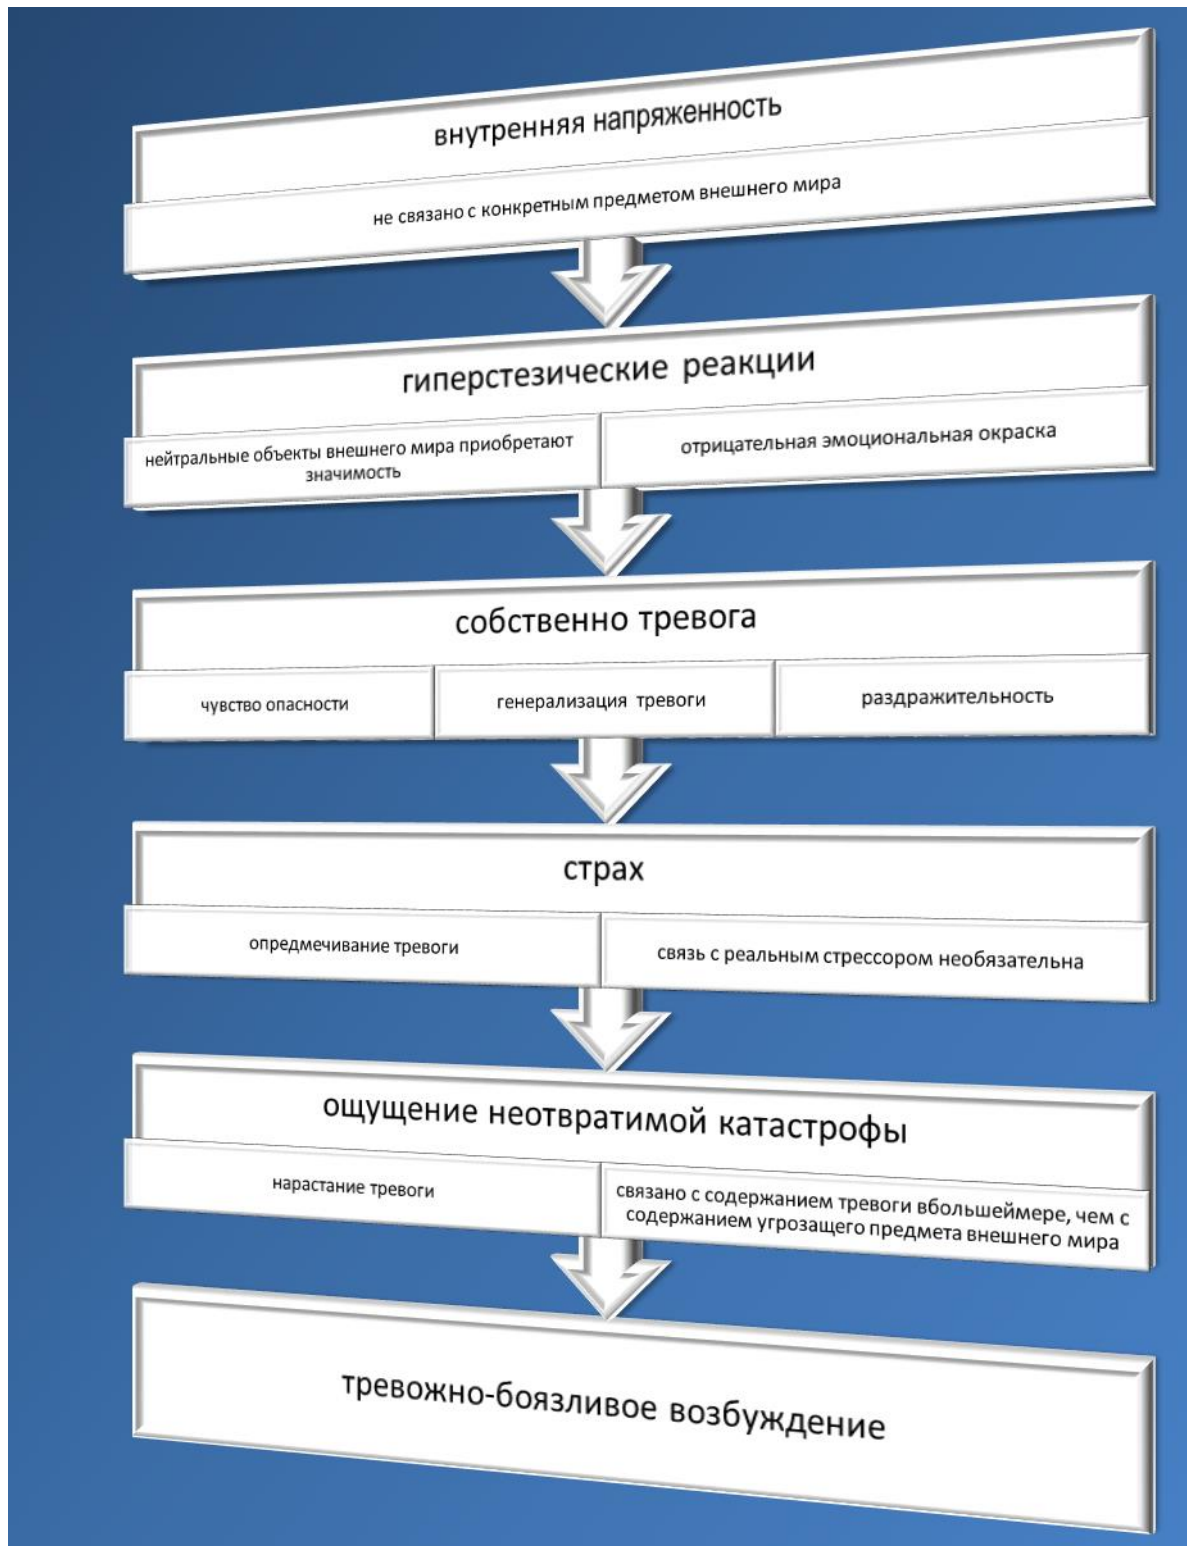 внутренняя напряженность
не связано с конкретным предметом внешнего мира
гиперстезические реакции
нейтральные объекты внешнего мира приобретают
значимость
отрицательная эмоциональная окраска
собственно тревога
чувство опасности
генерализация тревоги
раздражительность
страх
опредмечивание тревоги
связь с реальным стрессором необязательна
ощущение неотвратимой катастрофы
нарастание тревоги
связано с содержанием тревоги вбольшеймере, чем с
содержанием угрозащего предмета внешнего мира
тревожно-боязливое возбуждение